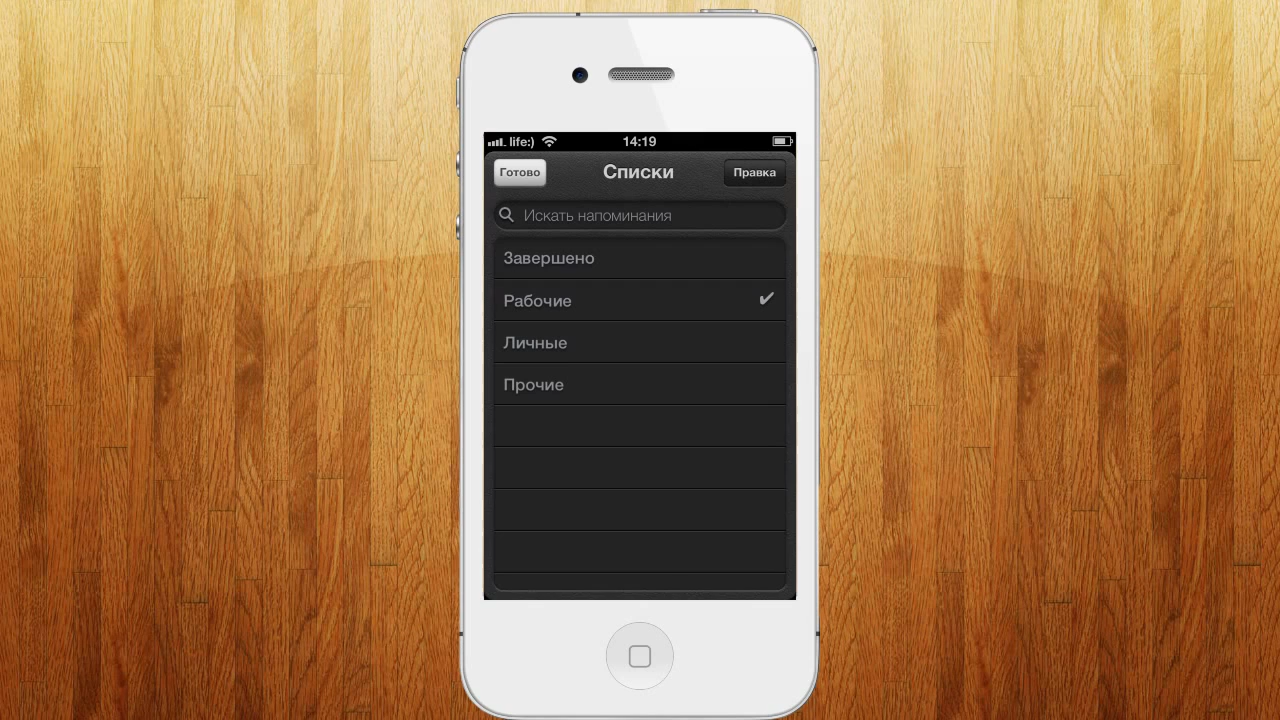 life:) 14:19
Готово Списки Правка
Искать напоминания
Завершено
Рабочие
Личные
Прочие